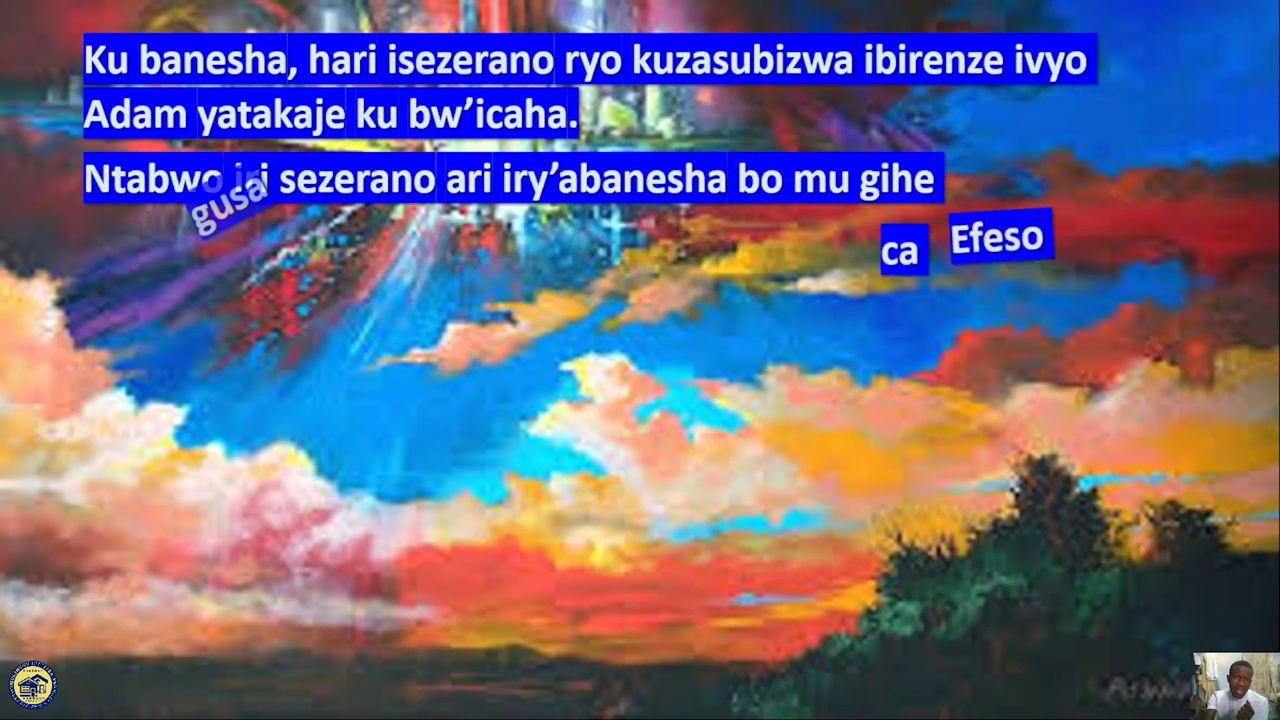 Ku banesha, hari isezerano ryo kuzasubizwa ibirenze ivyo
Adam yatakaje ku bw’icaha.
Ntabwo iri sezerano ari iry’abanesha bo mu gihe
gusa
ca Efeso